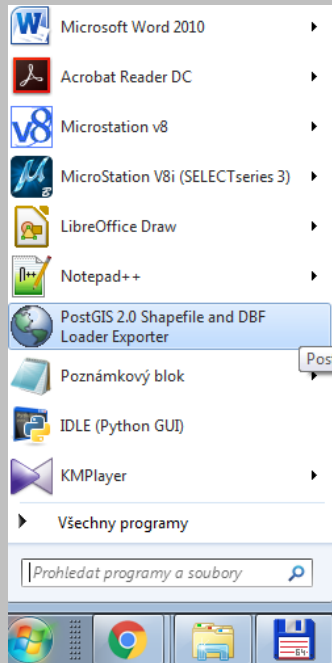 Microsoft Word 2010
Acrobat Reader DC
Microstation v8
MicroStation V8i (SELECTseries 3)
LibreOffice Draw
Notepad++
PostGIS 2.0 Shapefile and DBF
Loader Exporter
Pos
Poznámkový blok
IDLE (Python GUI)
KMPlayer
Všechny programy
Prohledat programy a soubory
64